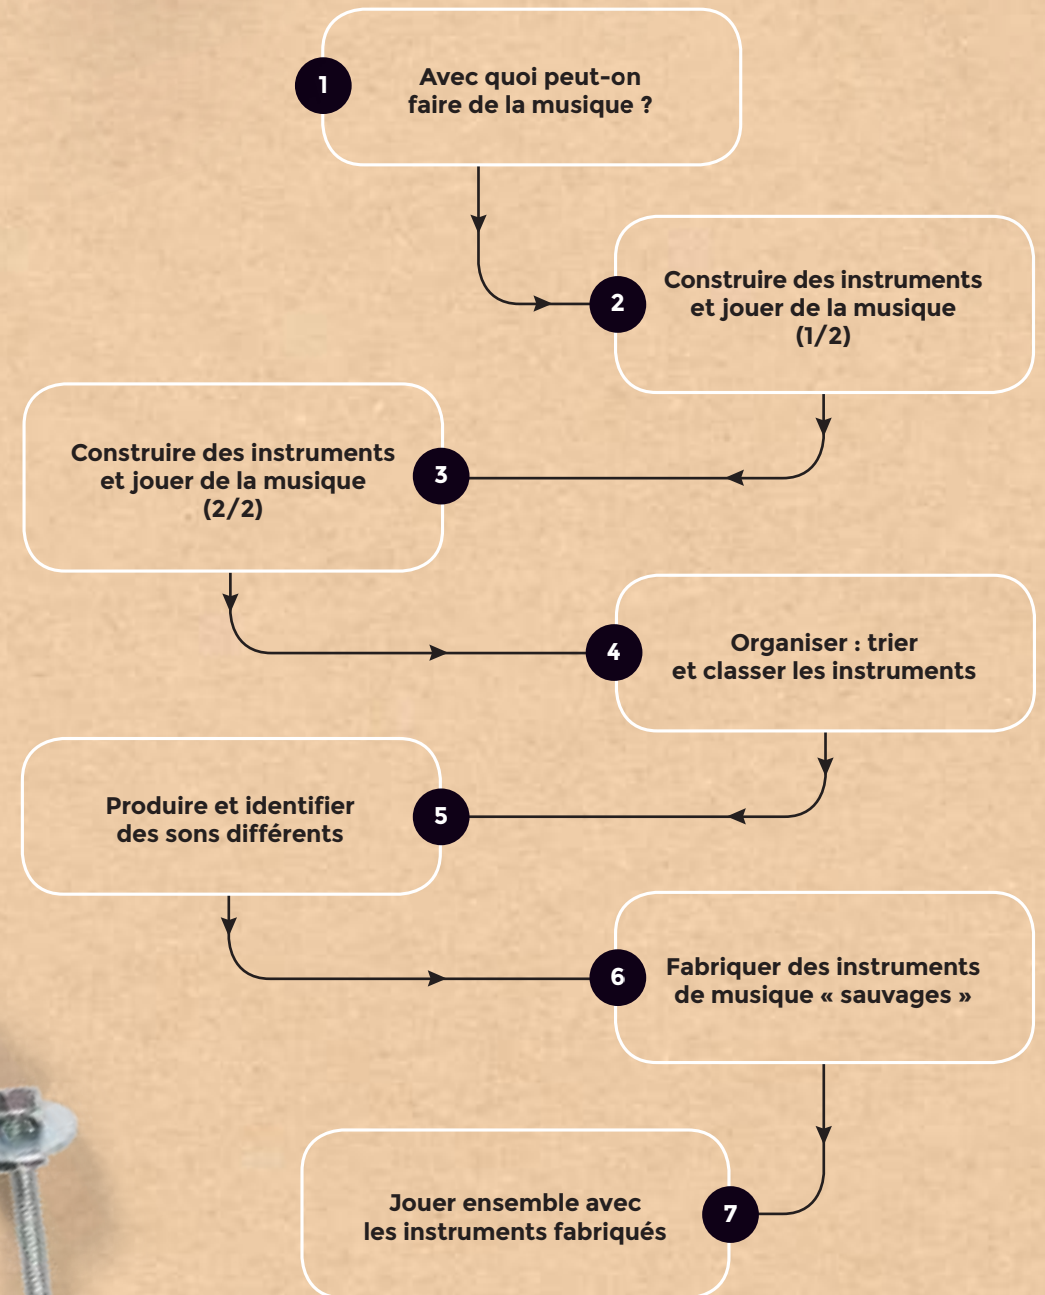 1
Avec quoi peut-on
faire de la musique ?
2
Construire des instruments
et jouer de la musique
(1/2)
3
Construire des instruments
et jouer de la musique
(2/2)
4
Organiser : trier
et classer les instruments
5
Produire et identifier
des sons différents
6
Fabriquer des instruments
de musique « sauvages »
7
Jouer ensemble avec
les instruments fabriqués